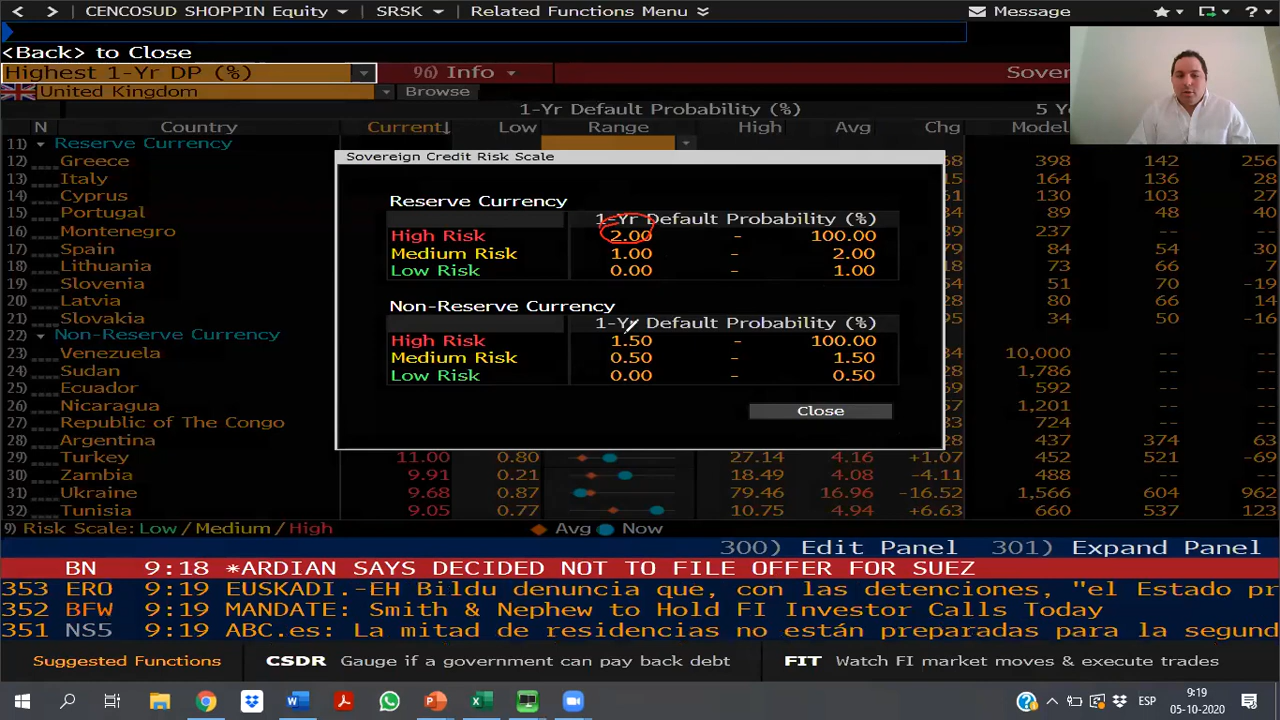 < > CENCOSUD SHOPPIN Equity SRSK Related Functions Menu Message ?
<Back> to Close
Highest 1-Yr DP (%) 96) Info Sover
United Kingdom Browse
1-Yr Default Probability (%) 5 Ye
N Country Current↓ Low Range High Avg Chg Model
11) Reserve Currency
12) Greece 68 398 142 256
13) Italy 164 136 28
14) Cyprus 130 103 27
15) Portugal 89 48 40
16) Montenegro 237 -- --
17) Spain 84 54 30
18) Lithuania 73 66 7
19) Slovenia 51 70 -19
20) Latvia 50 66 -16
21) Slovakia 34 50 -16
22) Non-Reserve Currency
23) Venezuela 10,000 -- --
24) Sudan 1,786 -- --
25) Ecuador 592 -- --
26) Nicaragua 1,201 -- --
27) Republic of The Congo 724 -- --
28) Argentina 437 374 63
29) Turkey 11.00 0.80 27.14 4.16 +1.07 452 521 -69
30) Zambia 9.91 0.21 18.49 4.08 -4.11 488 -- --
31) Ukraine 9.68 0.87 79.46 16.96 -16.52 1,566 604 962
32) Tunisia 9.05 0.77 10.75 4.94 +6.63 660 537 123
Sovereign Credit Risk Scale
Reserve Currency
1-Yr Default Probability (%)
High Risk 2.00 - 100.00
Medium Risk 1.00 - 2.00
Low Risk 0.00 - 1.00
Non-Reserve Currency
1-Yr Default Probability (%)
High Risk 1.50 - 100.00
Medium Risk 0.50 - 1.50
Low Risk 0.00 - 0.50
Close
9) Risk Scale: Low / Medium / High Avg Now
300) Edit Panel 301) Expand Panel
BN 9:18 *ARDIAN SAYS DECIDED NOT TO FILE OFFER FOR SUEZ
353 ERO 9:19 EUSKADI.-EH Bildu denuncia que, con las detenciones, "el Estado pr
352 BFW 9:19 MANDATE: Smith & Nephew to Hold FI Investor Calls Today
351 NS5 9:19 ABC.es: La mitad de residencias no están preparadas para la segund
Suggested Functions CSDR Gauge if a government can pay back debt FIT Watch FI market moves & execute trades
ESP 9:19
05-10-2020